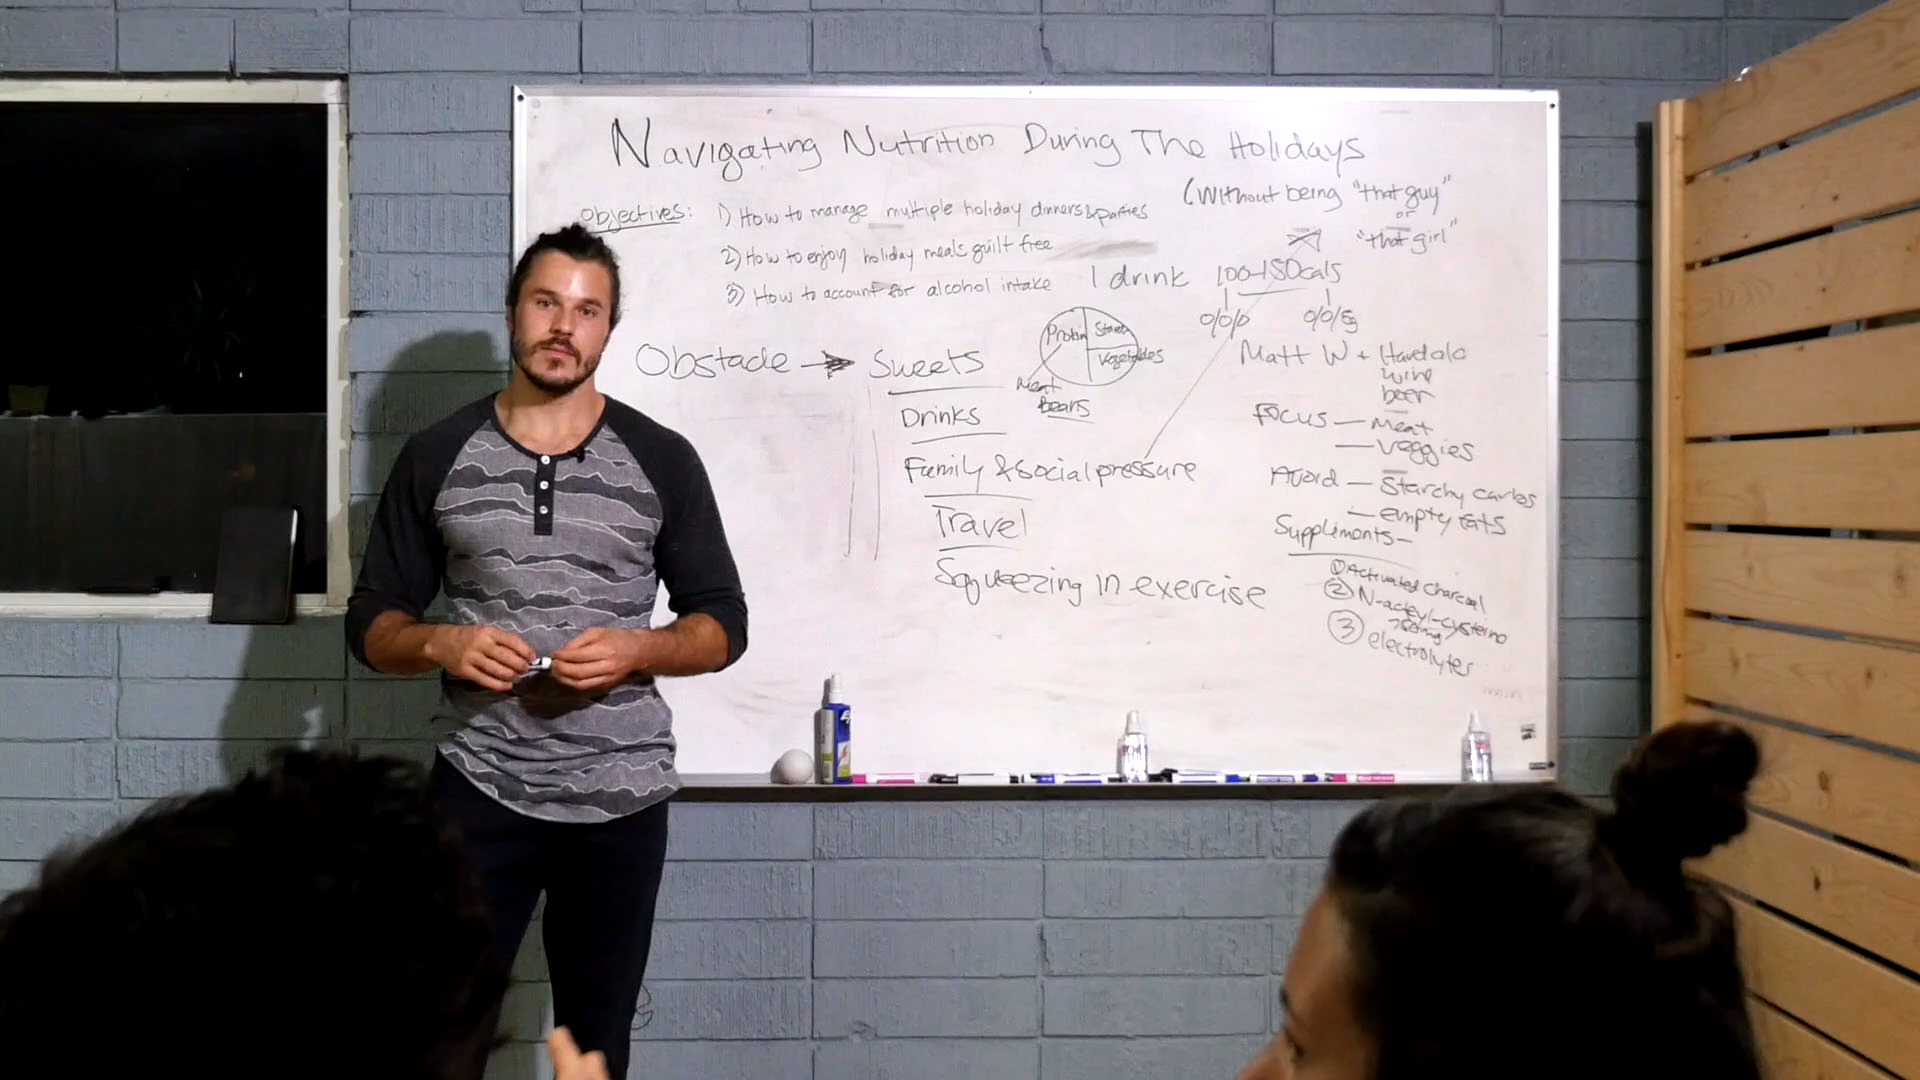 Navigating Nutrition During The Holidays
(Without being "that guy"
or
"that girl"
Objectives: 1) How to manage multiple holiday dinners & parties
2) How to enjoy holiday meals guilt free
3) How to account for alcohol intake
1 drink 100-150cals
0/0/0
Obstacle → Sweets
Drinks
Family & social pressure
Travel
Squeezing in exercise
Protein
Starch
Vegetables
Meat
Beans
Matt W +
wine
beer
Focus — Meat
— Veggies
Avoid — Starchy carbs
— empty fats
Supplements —
① Activated Charcoal
② N-acetyl-cysteine
③ electrolytes